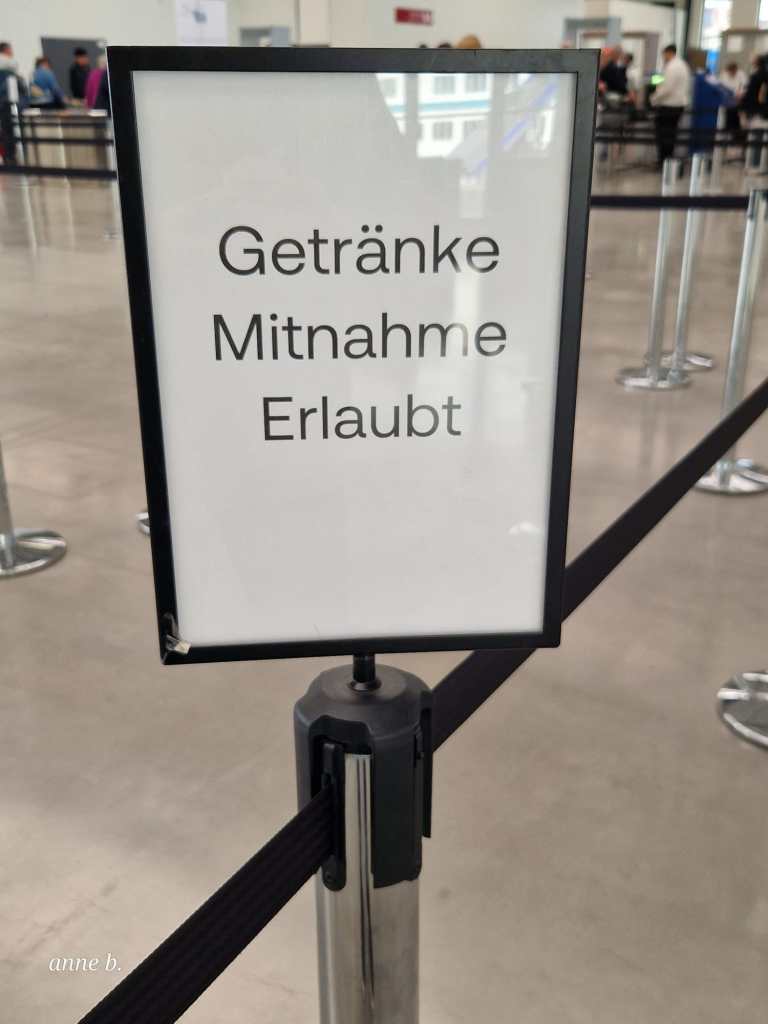 Getränke
Mitnahme
Erlaubt
anne b.